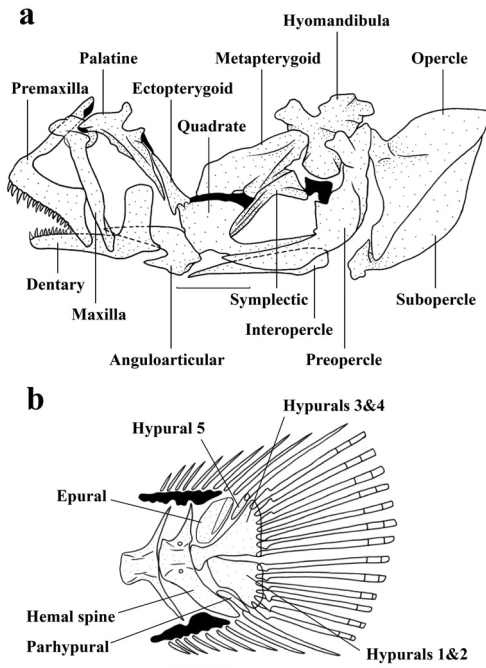 a
Hyomandibula
Palatine
Metapterygoid
Opercle
Premaxilla
Ectopterygoid
Quadrate
Dentary
Symplectic
Subopercle
Maxilla
Interopercle
Anguloarticular
Preopercle
b
Hypurals 3&4
Hypural 5
Epural
Hemal spine
Parhypural
Hypurals 1&2